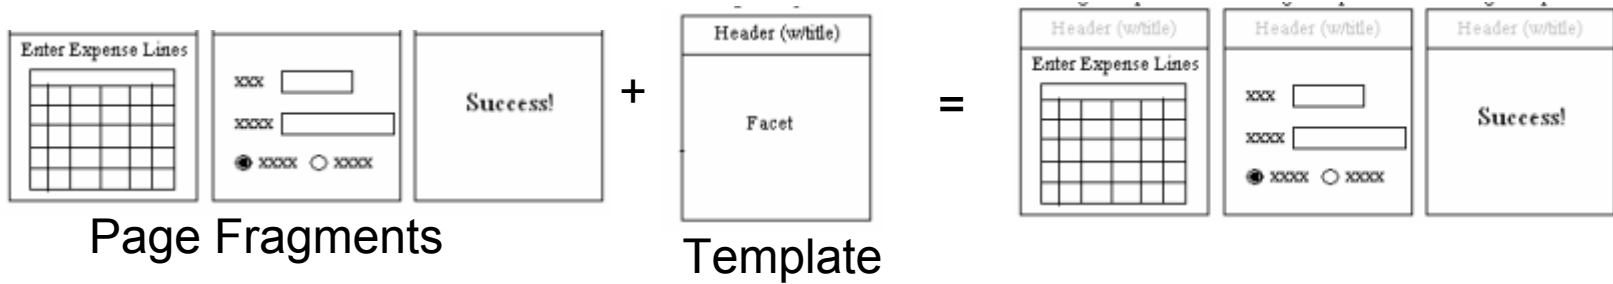 Enter Expense Lines
xxx
xxxx
xxxx xxxx
Success!
Page Fragments
+
Header (w/title)
Facet
Template
=
Header (w/title)
Enter Expense Lines
Header (w/title)
xxx
xxxx
xxxx xxxx
Header (w/title)
Success!